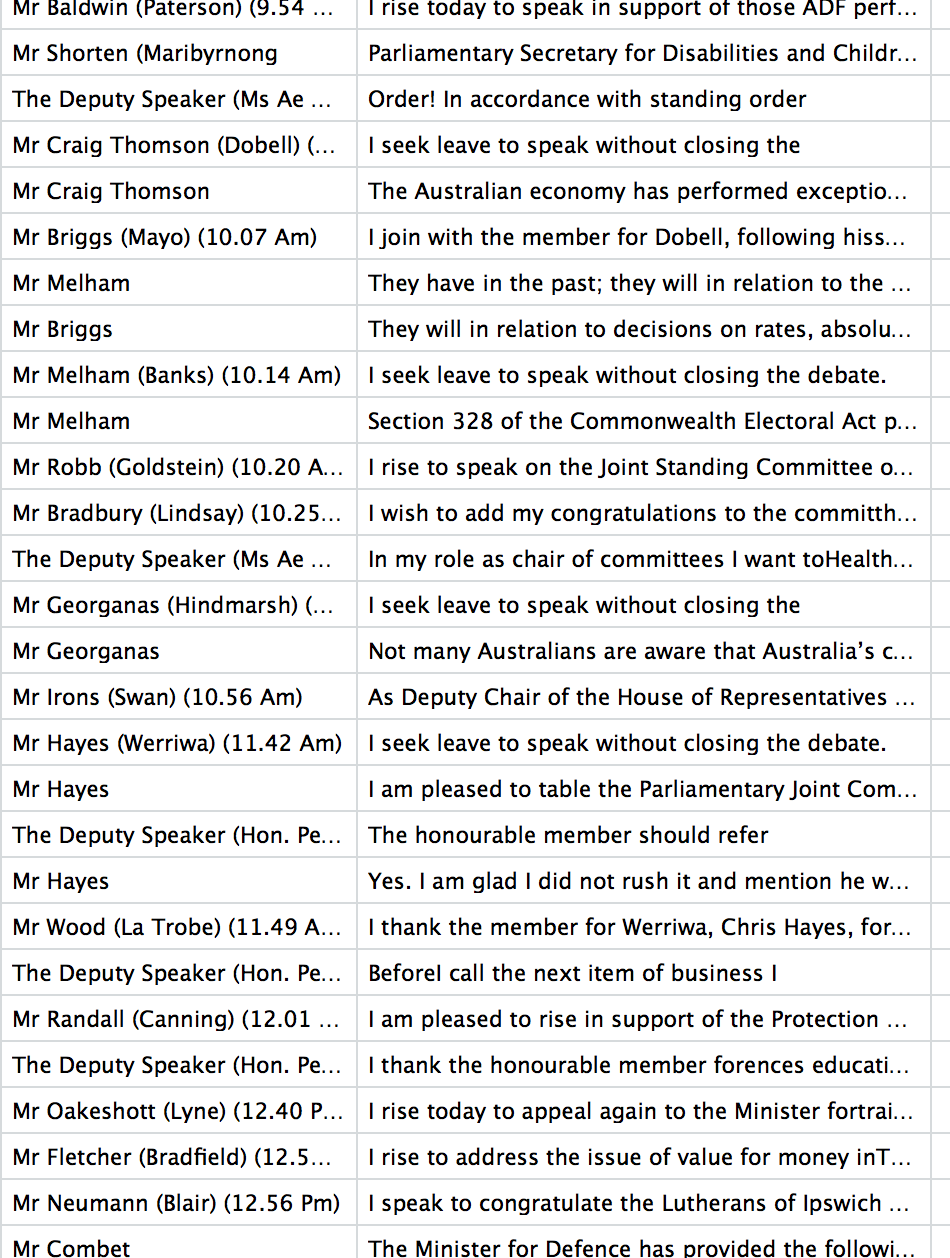 Mr Baldwin (Paterson) (9.54 … I rise today to speak in support of those ADF perf…
Mr Shorten (Maribyrnong Parliamentary Secretary for Disabilities and Childr…
The Deputy Speaker (Ms Ae … Order! In accordance with standing order
Mr Craig Thomson (Dobell) (… I seek leave to speak without closing the
Mr Craig Thomson The Australian economy has performed exceptio…
Mr Briggs (Mayo) (10.07 Am) I join with the member for Dobell, following hiss…
Mr Melham They have in the past; they will in relation to the …
Mr Briggs They will in relation to decisions on rates, absolu…
Mr Melham (Banks) (10.14 Am) I seek leave to speak without closing the debate.
Mr Melham Section 328 of the Commonwealth Electoral Act p…
Mr Robb (Goldstein) (10.20 A… I rise to speak on the Joint Standing Committee o…
Mr Bradbury (Lindsay) (10.25… I wish to add my congratulations to the committh…
The Deputy Speaker (Ms Ae … In my role as chair of committees I want toHealth…
Mr Georganas (Hindmarsh) (… I seek leave to speak without closing the
Mr Georganas Not many Australians are aware that Australia’s c…
Mr Irons (Swan) (10.56 Am) As Deputy Chair of the House of Representatives …
Mr Hayes (Werriwa) (11.42 Am) I seek leave to speak without closing the debate.
Mr Hayes I am pleased to table the Parliamentary Joint Com…
The Deputy Speaker (Hon. Pe… The honourable member should refer
Mr Hayes Yes. I am glad I did not rush it and mention he w…
Mr Wood (La Trobe) (11.49 A… I thank the member for Werriwa, Chris Hayes, for…
The Deputy Speaker (Hon. Pe… BeforeI call the next item of business I
Mr Randall (Canning) (12.01 … I am pleased to rise in support of the Protection …
The Deputy Speaker (Hon. Pe… I thank the honourable member forences educati…
Mr Oakeshott (Lyne) (12.40 P… I rise today to appeal again to the Minister fortrai…
Mr Fletcher (Bradfield) (12.5… I rise to address the issue of value for money inT…
Mr Neumann (Blair) (12.56 Pm) I speak to congratulate the Lutherans of Ipswich …
Mr Combet The Minister for Defence has provided the followi…